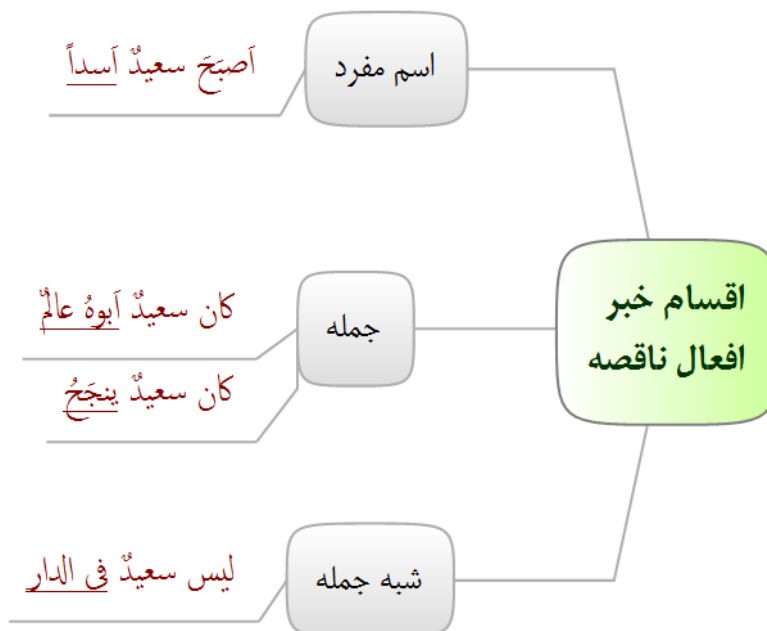 اقسام خبر
افعال ناقصه
اسم مفرد
اَصبَحَ سعیدٌ اَسداً
جمله
کان سعیدٌ اَبوهُ عالمٌ
کان سعیدٌ ینجَحُ
شبه جمله
لیس سعیدٌ فی الدار